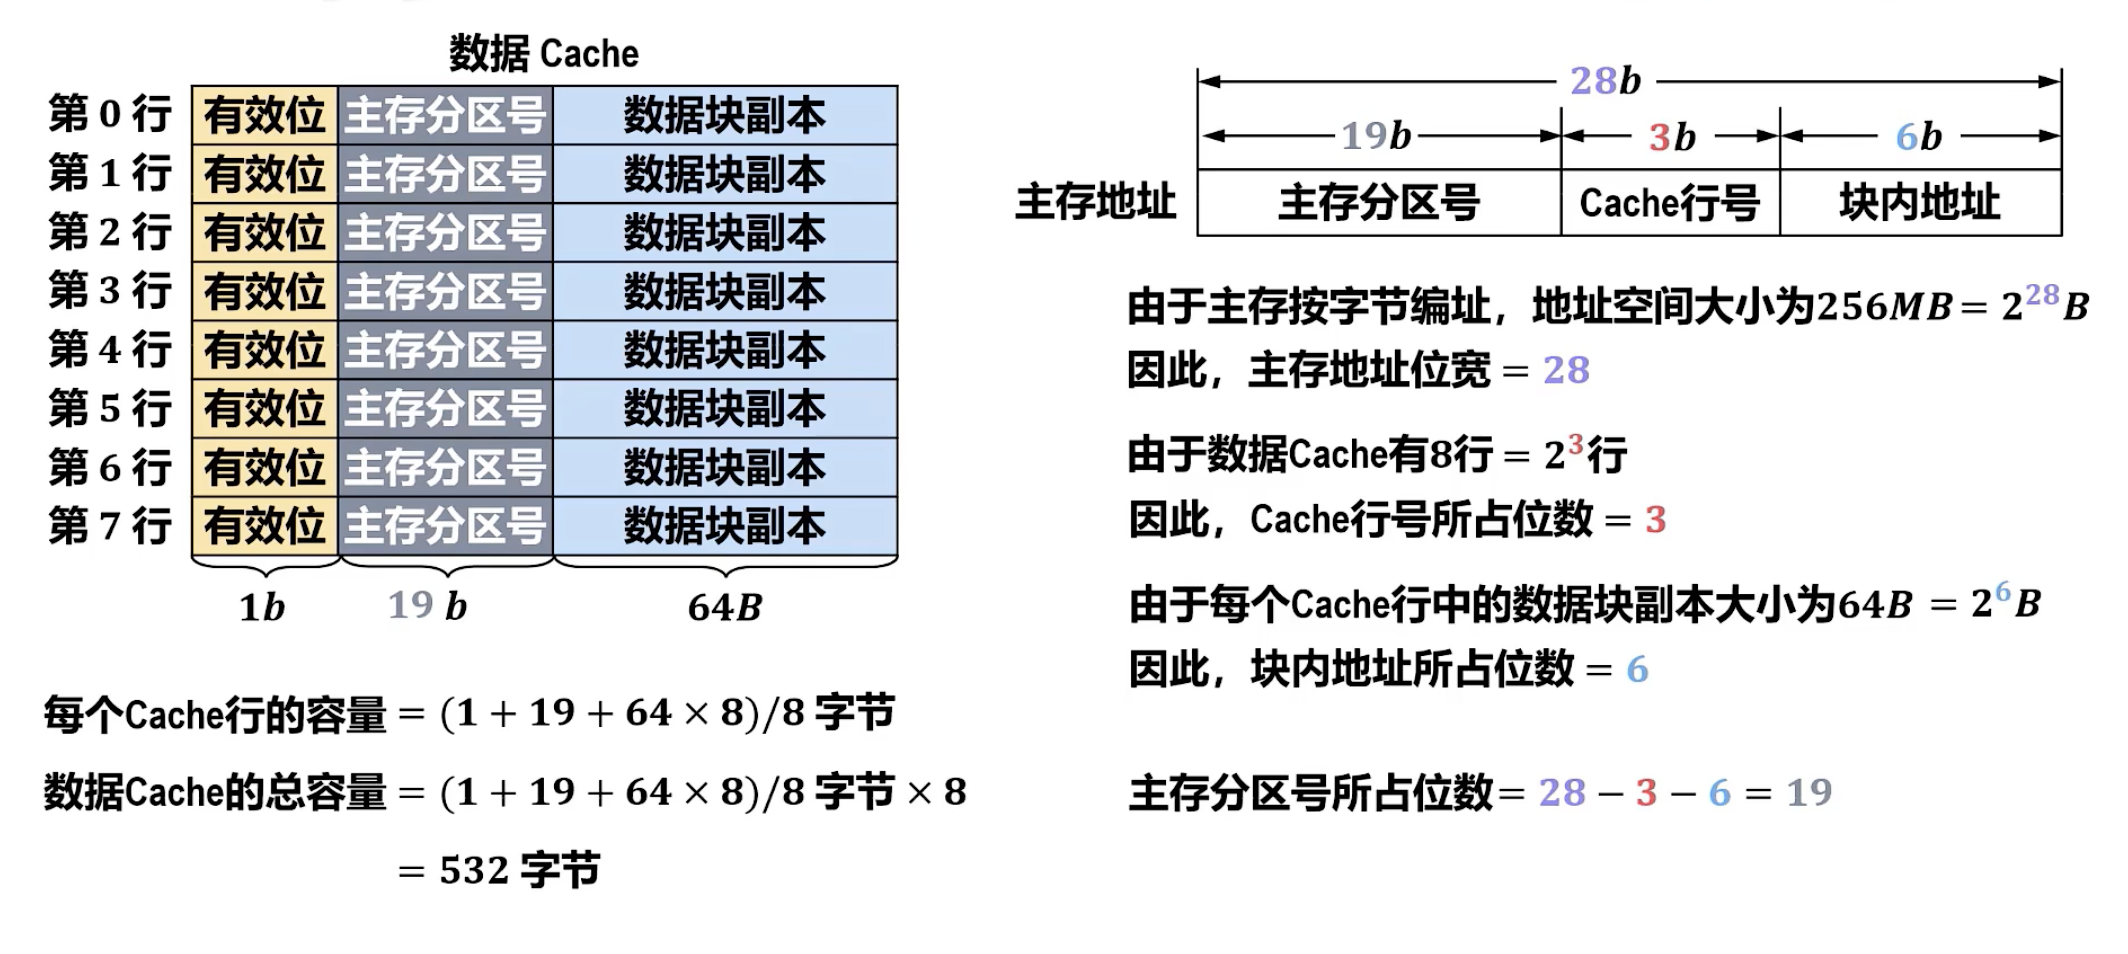 数据 Cache
第 0 行 有效位 主存分区号 数据块副本
第 1 行 有效位 主存分区号 数据块副本
第 2 行 有效位 主存分区号 数据块副本
第 3 行 有效位 主存分区号 数据块副本
第 4 行 有效位 主存分区号 数据块副本
第 5 行 有效位 主存分区号 数据块副本
第 6 行 有效位 主存分区号 数据块副本
第 7 行 有效位 主存分区号 数据块副本
1b 19 b 64B
每个Cache行的容量 = (1 + 19 + 64 × 8)/8 字节
数据Cache的总容量 = (1 + 19 + 64 × 8)/8 字节 × 8
= 532 字节
28b
19b 3b 6b
主存地址 主存分区号 Cache行号 块内地址
由于主存按字节编址，地址空间大小为256MB = 2²⁸B
因此，主存地址位宽 = 28
由于数据Cache有8行 = 2³行
因此，Cache行号所占位数 = 3
由于每个Cache行中的数据块副本大小为64B = 2⁶B
因此，块内地址所占位数 = 6
主存分区号所占位数= 28 − 3 − 6 = 19